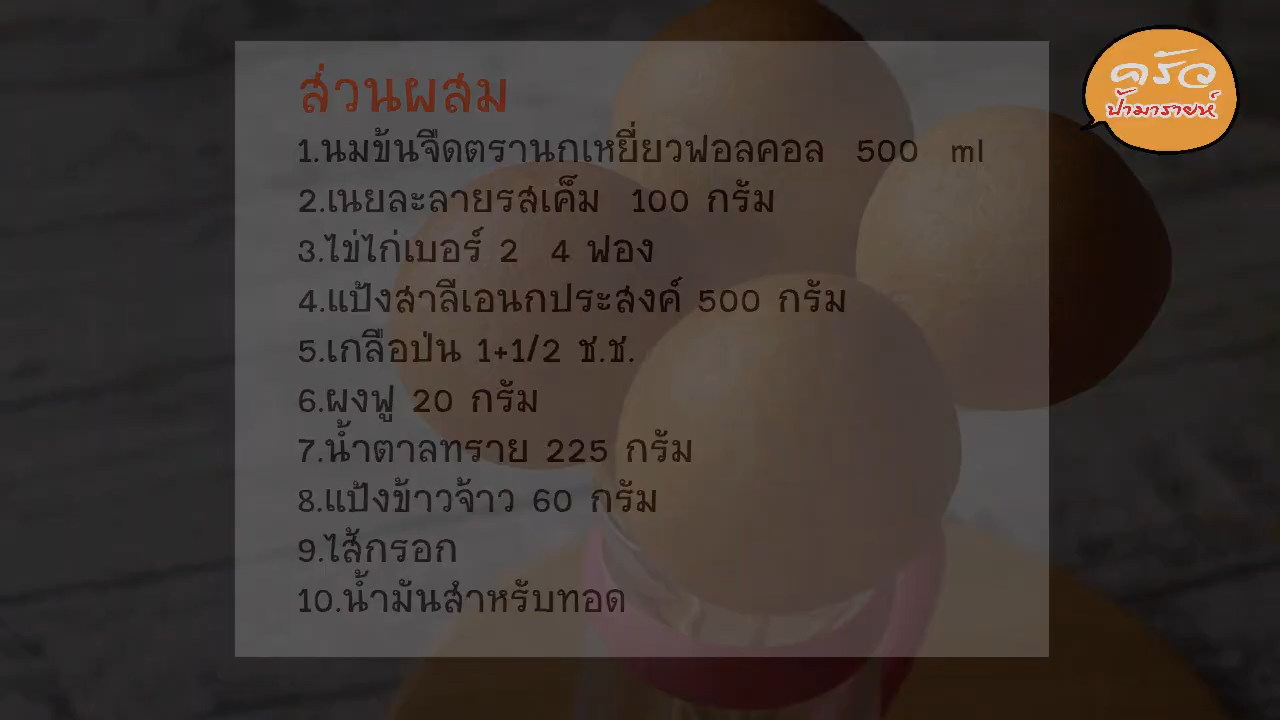 ส่วนผสม
1.นมข้นจืดตรานกเหยี่ยวฟอลคอล 500 ml
2.เนยละลายรสเค็ม 100 กรัม
3.ไข่ไก่เบอร์ 2 4 ฟอง
4.แป้งสาลีเอนกประสงค์ 500 กรัม
5.เกลือป่น 1+1/2 ช.ช.
6.ผงฟู 20 กรัม
7.น้ำตาลทราย 225 กรัม
8.แป้งข้าวจ้าว 60 กรัม
9.ไส้กรอก
10.น้ำมันสำหรับทอด
ครัว
ป้ามารายห์